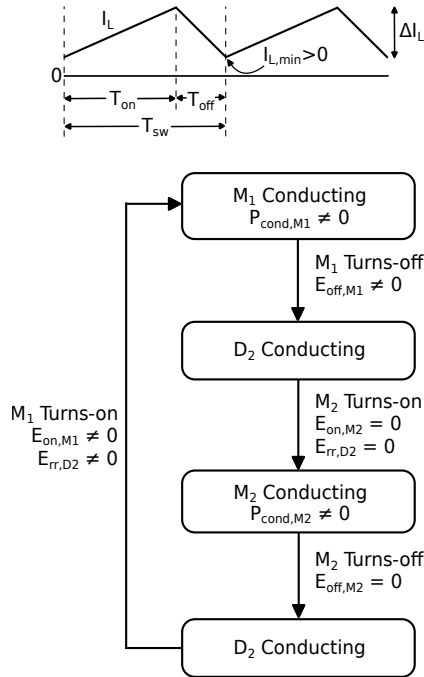 I_L
ΔI_L
I_L,min>0
0
T_on
T_off
T_sw
M_1 Conducting
P_cond,M1 ≠ 0
M_1 Turns-off
E_off,M1 ≠ 0
D_2 Conducting
M_2 Turns-on
E_on,M2 = 0
E_rr,D2 = 0
M_1 Turns-on
E_on,M1 ≠ 0
E_rr,D2 ≠ 0
M_2 Conducting
P_cond,M2 ≠ 0
M_2 Turns-off
E_off,M2 = 0
D_2 Conducting